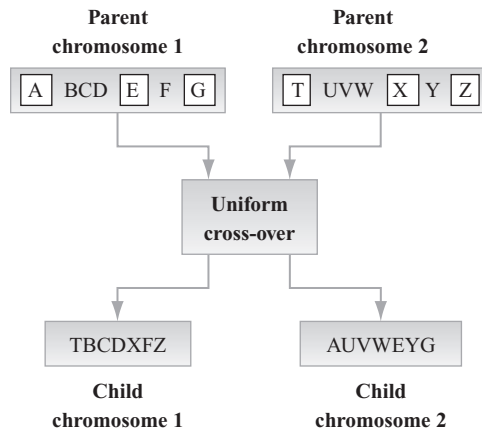 Parent
chromosome 1
Parent
chromosome 2
A BCD E F G
T UVW X Y Z
Uniform
cross-over
TBCDXFZ
AUVWEYG
Child
chromosome 1
Child
chromosome 2